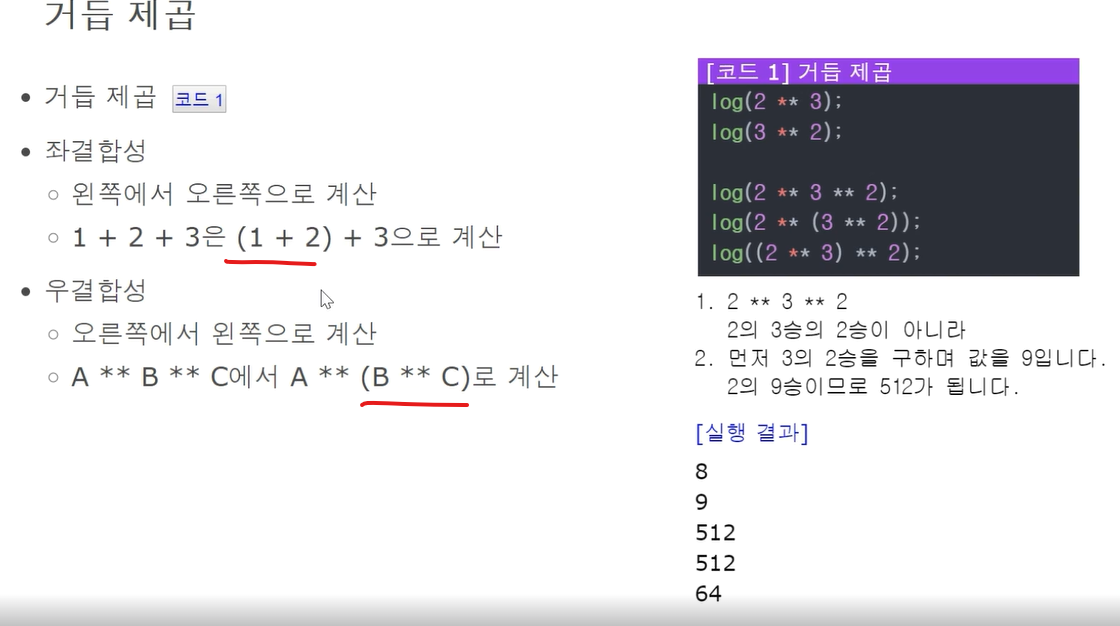 거듭 제곱
• 거듭 제곱 코드 1
• 좌결합성
○ 왼쪽에서 오른쪽으로 계산
○ 1 + 2 + 3은 (1 + 2) + 3으로 계산
• 우결합성
○ 오른쪽에서 왼쪽으로 계산
○ A ** B ** C에서 A ** (B ** C)로 계산
[코드 1] 거듭 제곱
log(2 ** 3);
log(3 ** 2);
log(2 ** 3 ** 2);
log(2 ** (3 ** 2));
log((2 ** 3) ** 2);
1. 2 ** 3 ** 2
2의 3승의 2승이 아니라
2. 먼저 3의 2승을 구하며 값을 9입니다.
2의 9승이므로 512가 됩니다.
[실행 결과]
8
9
512
512
64